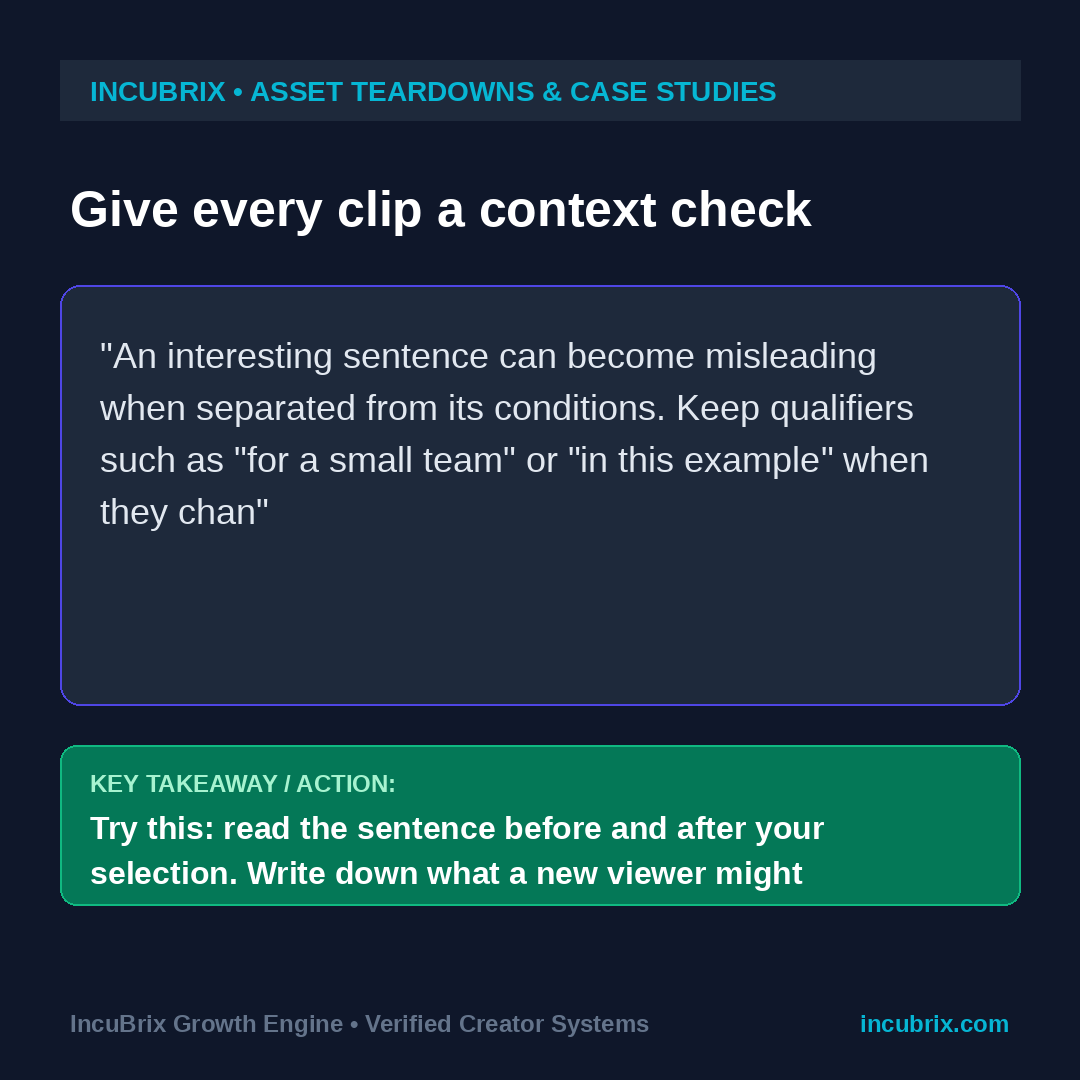 INCUBRIX • ASSET TEARDOWNS & CASE STUDIES
Give every clip a context check
"An interesting sentence can become misleading
when separated from its conditions. Keep qualifiers
such as "for a small team" or "in this example" when
they chan"
KEY TAKEAWAY / ACTION:
Try this: read the sentence before and after your
selection. Write down what a new viewer might
IncuBrix Growth Engine • Verified Creator Systems
incubrix.com